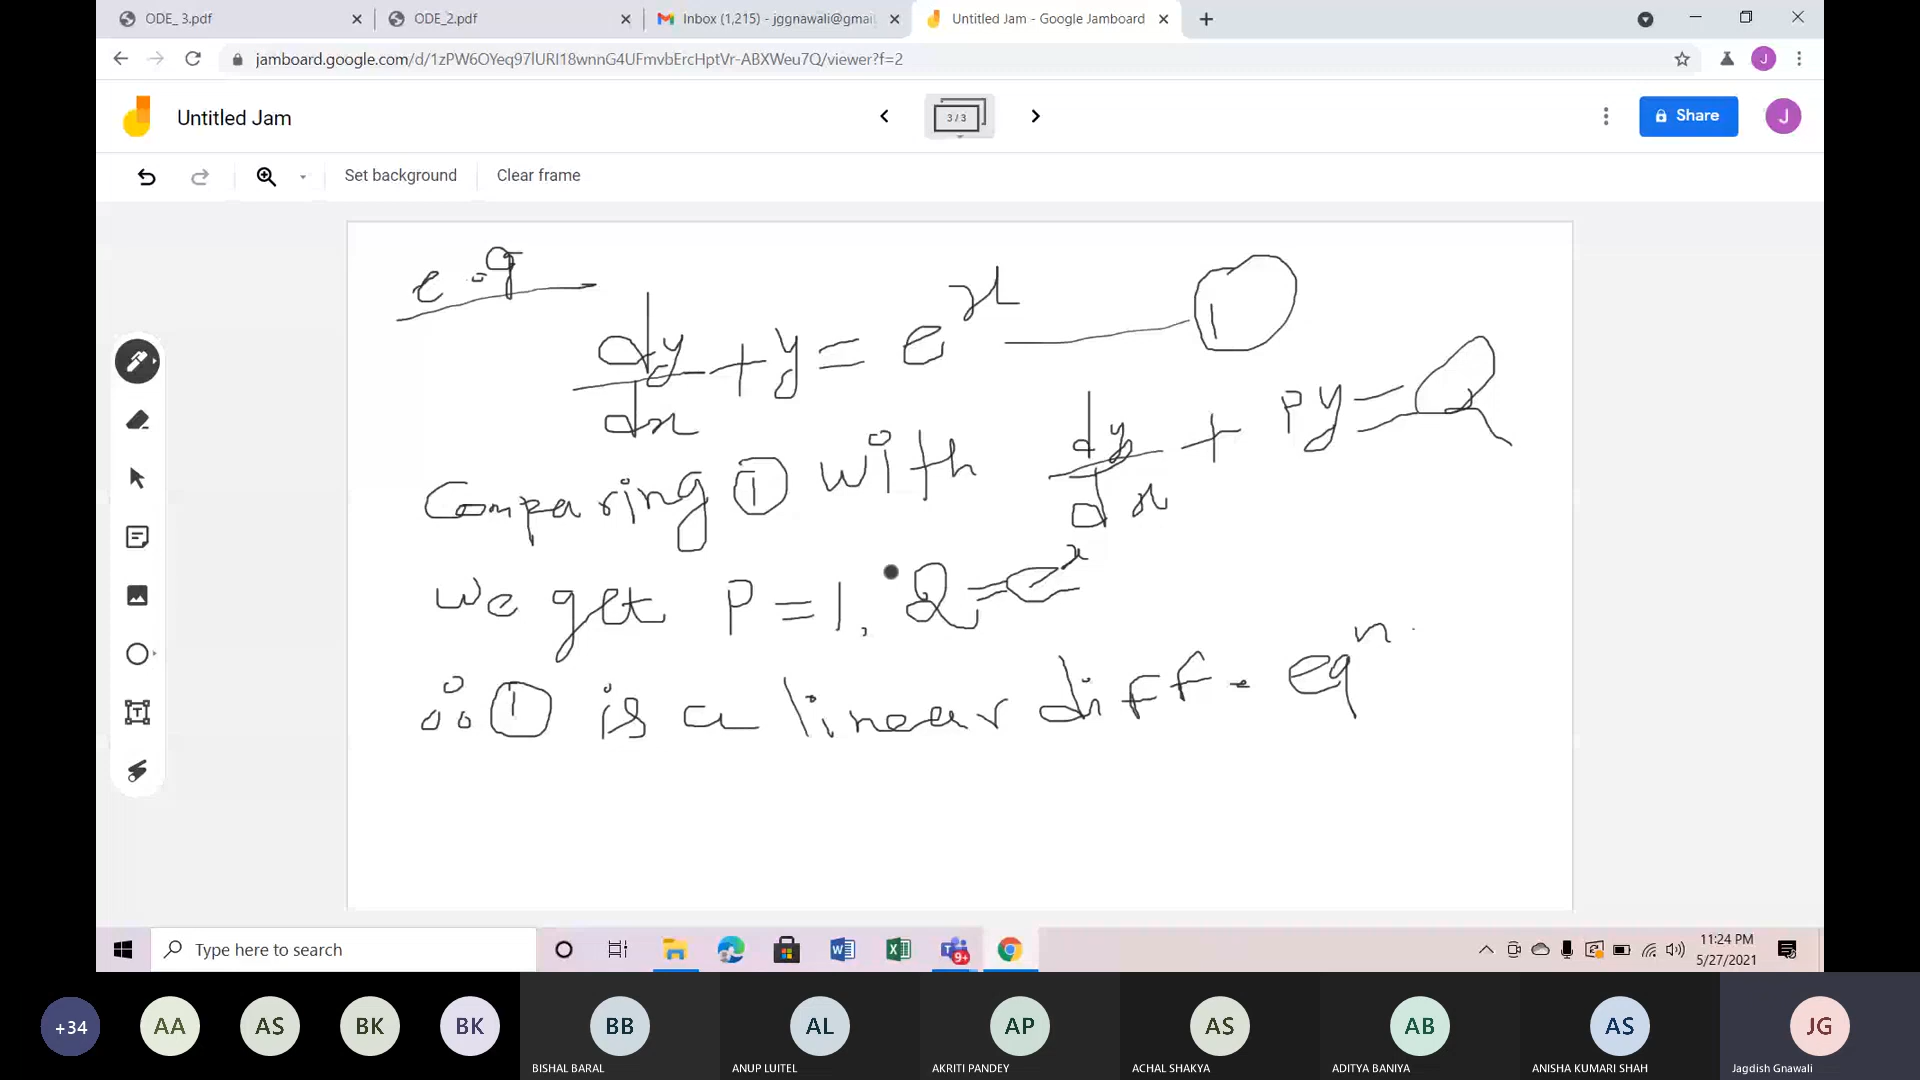 ODE_ 3.pdf
ODE_2.pdf
Inbox (1,215) - jggnawali@gmai
Untitled Jam - Google Jamboard
jamboard.google.com/d/1zPW6OYeq97lURI18wnnG4UFmvbErcHptVr-ABXWeu7Q/viewer?f=2
J
Untitled Jam
3 / 3
Share
J
Set background
Clear frame
e.g
dy/dx + y = e^x ——— ①
Comparing ① with dy/dx + Py = Q
we get P = 1, Q = e^x
∴ ① is a linear diff. eq^n.
Type here to search
9+
11:24 PM
5/27/2021
+34
AA
AS
BK
BK
BB
AL
AP
AS
AB
AS
JG
BISHAL BARAL
ANUP LUITEL
AKRITI PANDEY
ACHAL SHAKYA
ADITYA BANIYA
ANISHA KUMARI SHAH
Jagdish Gnawali